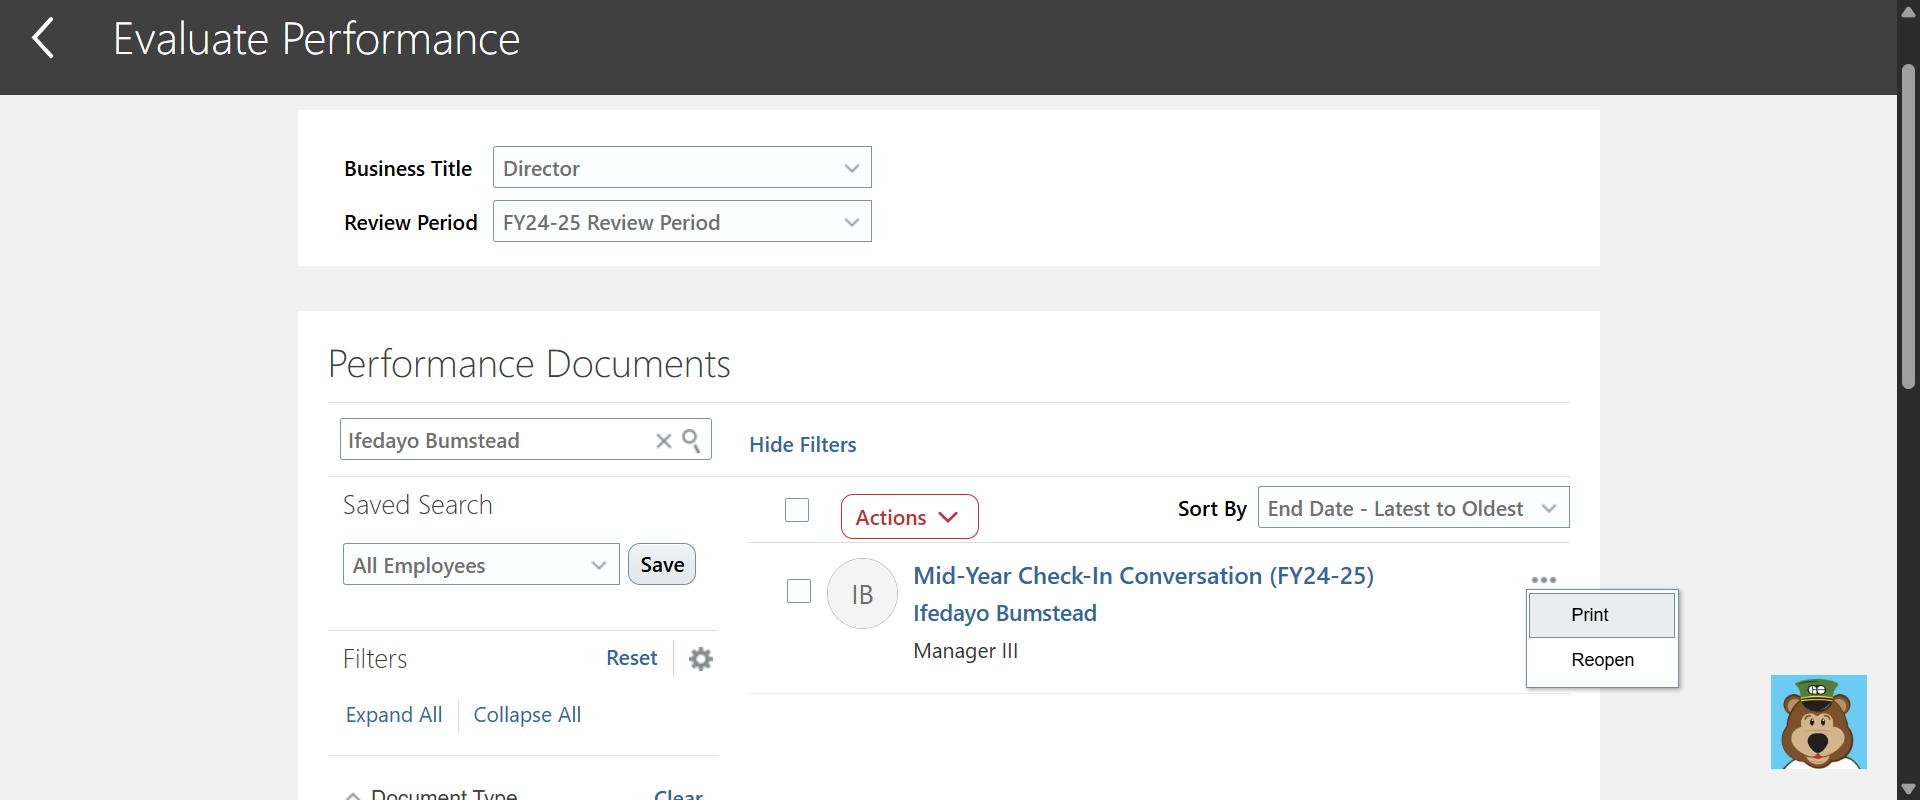 Evaluate Performance
Business Title Director
Review Period FY24-25 Review Period
Performance Documents
Ifedayo Bumstead
Hide Filters
Saved Search
All Employees Save
Actions
Sort By End Date - Latest to Oldest
IB
Mid-Year Check-In Conversation (FY24-25)
Ifedayo Bumstead
Manager III
Print
Reopen
Filters Reset
Expand All Collapse All
Document Type Clear
GO